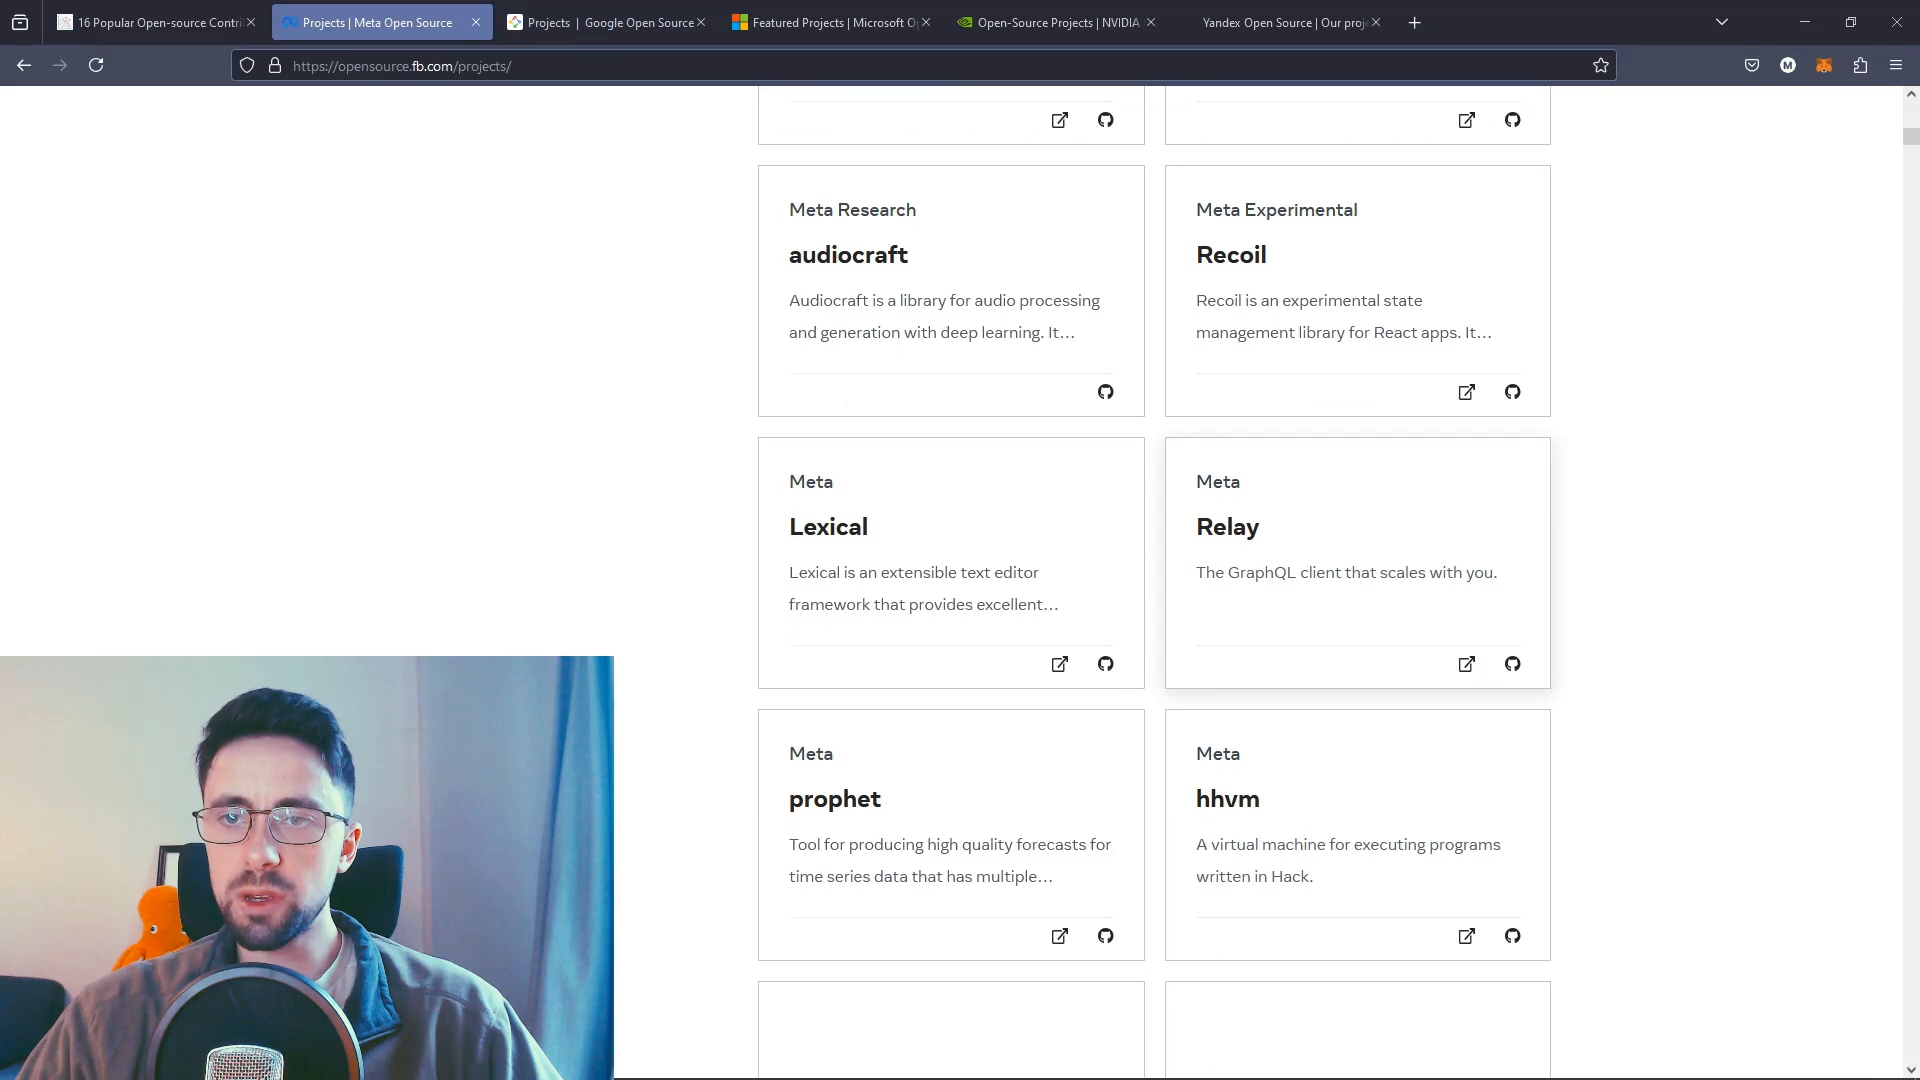 16 Popular Open-source Contri
Projects | Meta Open Source
Projects | Google Open Source
Featured Projects | Microsoft O
Open-Source Projects | NVIDIA
Yandex Open Source | Our proje
https://opensource.fb.com/projects/
M
Meta Research
audiocraft
Audiocraft is a library for audio processing
and generation with deep learning. It...
Meta Experimental
Recoil
Recoil is an experimental state
management library for React apps. It...
Meta
Lexical
Lexical is an extensible text editor
framework that provides excellent...
Meta
Relay
The GraphQL client that scales with you.
Meta
prophet
Tool for producing high quality forecasts for
time series data that has multiple...
Meta
hhvm
A virtual machine for executing programs
written in Hack.